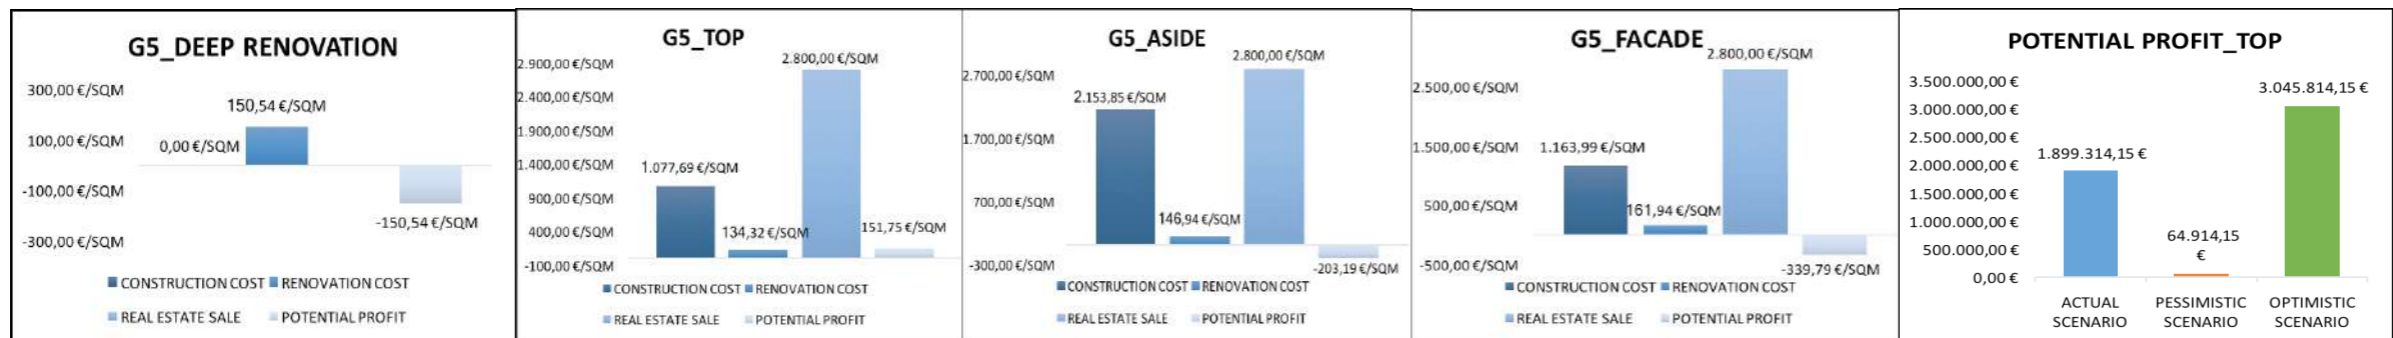 G5_DEEP RENOVATION
300,00 €/SQM
100,00 €/SQM
-100,00 €/SQM
-300,00 €/SQM
150,54 €/SQM
0,00 €/SQM
-150,54 €/SQM
CONSTRUCTION COST RENOVATION COST
REAL ESTATE SALE POTENTIAL PROFIT
G5_TOP
2.900,00 €/SQM
2.400,00 €/SQM
1.900,00 €/SQM
1.400,00 €/SQM
900,00 €/SQM
400,00 €/SQM
-100,00 €/SQM
2.800,00 €/SQM
1.077,69 €/SQM
134,32 €/SQM
151,75 €/SQM
CONSTRUCTION COST RENOVATION COST
REAL ESTATE SALE POTENTIAL PROFIT
G5_ASIDE
2.700,00 €/SQM
1.700,00 €/SQM
700,00 €/SQM
-300,00 €/SQM
2.800,00 €/SQM
2.153,85 €/SQM
146,94 €/SQM
-203,19 €/SQM
CONSTRUCTION COST RENOVATION COST
REAL ESTATE SALE POTENTIAL PROFIT
G5_FACADE
2.500,00 €/SQM
1.500,00 €/SQM
500,00 €/SQM
-500,00 €/SQM
2.800,00 €/SQM
1.163,99 €/SQM
161,94 €/SQM
-339,79 €/SQM
CONSTRUCTION COST RENOVATION COST
REAL ESTATE SALE POTENTIAL PROFIT
POTENTIAL PROFIT_TOP
3.500.000,00 €
3.000.000,00 €
2.500.000,00 €
2.000.000,00 €
1.500.000,00 €
1.000.000,00 €
500.000,00 €
0,00 €
3.045.814,15 €
1.899.314,15 €
64.914,15
€
ACTUAL
SCENARIO
PESSIMISTIC
SCENARIO
OPTIMISTIC
SCENARIO